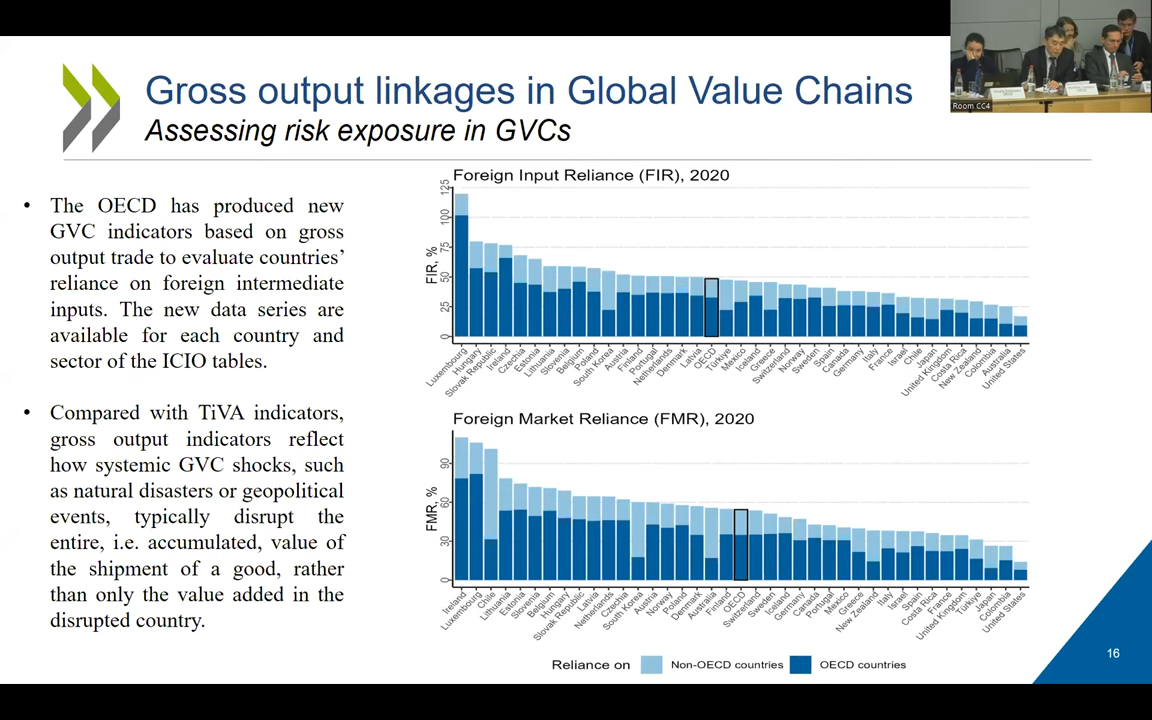 Gross output linkages in Global Value Chains
Assessing risk exposure in GVCs
Room CC4
• The OECD has produced new
GVC indicators based on gross
output trade to evaluate countries’
reliance on foreign intermediate
inputs. The new data series are
available for each country and
sector of the ICIO tables.
• Compared with TiVA indicators,
gross output indicators reflect
how systemic GVC shocks, such
as natural disasters or geopolitical
events, typically disrupt the
entire, i.e. accumulated, value of
the shipment of a good, rather
than only the value added in the
disrupted country.
Foreign Input Reliance (FIR), 2020
FIR, %
125
100
75
50
25
0
Luxembourg
Hungary
Slovak Republic
Ireland
Czechia
Estonia
Lithuania
Slovenia
Belgium
Poland
South Korea
Austria
Finland
Portugal
Netherlands
Denmark
Latvia
OECD
Türkiye
Mexico
Iceland
Greece
Switzerland
Norway
Sweden
Spain
Canada
Germany
Italy
France
Israel
Chile
Japan
United Kingdom
Costa Rica
New Zealand
Colombia
Australia
United States
Foreign Market Reliance (FMR), 2020
FMR, %
90
60
30
0
Ireland
Luxembourg
Chile
Lithuania
Estonia
Slovenia
Belgium
Hungary
Slovak Republic
Latvia
Netherlands
Czechia
South Korea
Austria
Norway
Poland
Denmark
Australia
Finland
OECD
Switzerland
Sweden
Iceland
Germany
Canada
Portugal
Mexico
Greece
New Zealand
Italy
Israel
Spain
Costa Rica
France
United Kingdom
Türkiye
Japan
Colombia
United States
Reliance on Non-OECD countries OECD countries
16